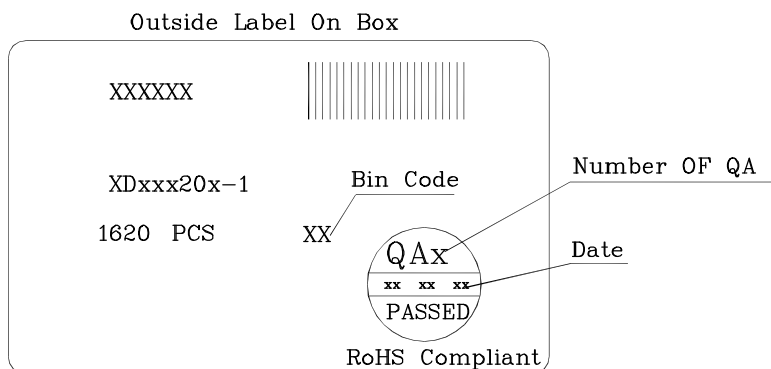 Outside Label On Box
XXXXXX
XDxxx20x-1
Bin Code
Number OF QA
1620 PCS
XX
QAx
Date
xx xx xx
PASSED
RoHS Compliant